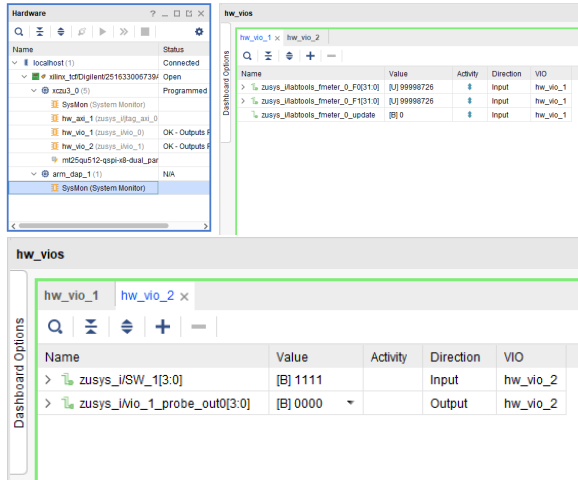 Hardware
Name Status
localhost (1) Connected
xilinx_tcf/Digilent/251633006739A Open
xczu3_0 (5) Programmed
SysMon (System Monitor)
hw_axi_1 (zusys_i/jtag_axi_0
hw_vio_1 (zusys_i/vio_0) OK - Outputs R
hw_vio_2 (zusys_i/vio_1) OK - Outputs R
mt25qu512-qspi-x8-dual_par
arm_dap_1 (1) N/A
SysMon (System Monitor)
hw_vios
Dashboard Options
hw_vio_1 hw_vio_2
Name Value Activity Direction VIO
zusys_i/labtools_fmeter_0_F0[31:0] [U] 99998726 Input hw_vio_1
zusys_i/labtools_fmeter_0_F1[31:0] [U] 99998726 Input hw_vio_1
zusys_i/labtools_fmeter_0_update [B] 0 Input hw_vio_1
hw_vios
Dashboard Options
hw_vio_1 hw_vio_2
Name Value Activity Direction VIO
zusys_i/SW_1[3:0] [B] 1111 Input hw_vio_2
zusys_i/vio_1_probe_out0[3:0] [B] 0000 Output hw_vio_2